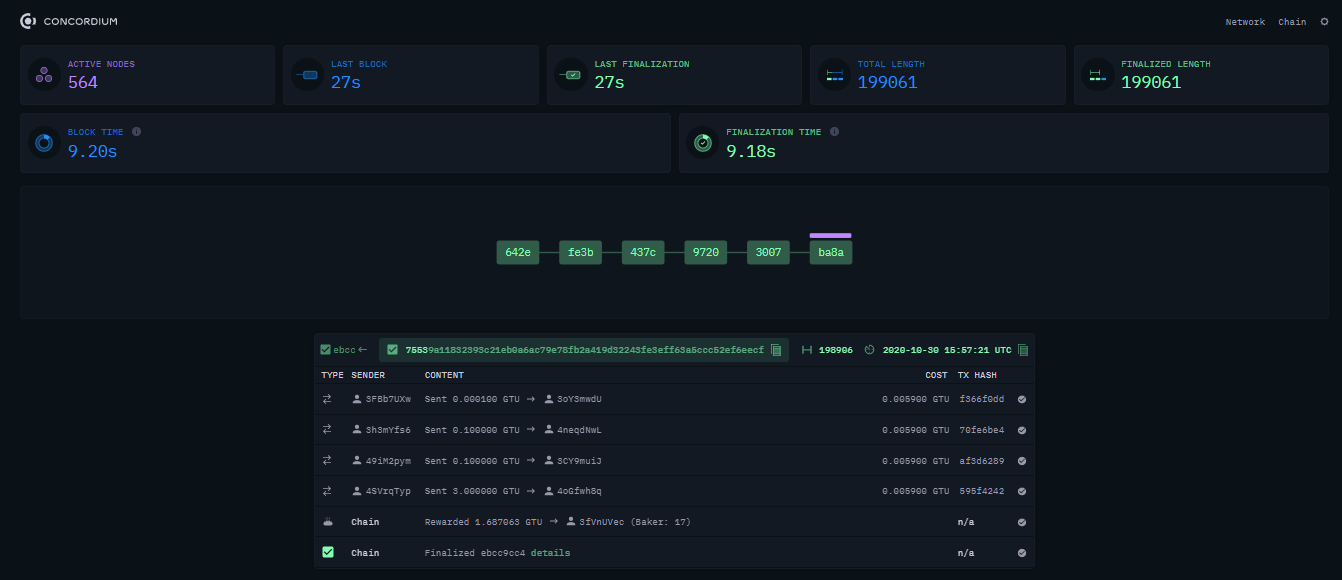 CONCORDIUM
Network Chain
ACTIVE NODES
564
LAST BLOCK
27s
LAST FINALIZATION
27s
TOTAL LENGTH
199061
FINALIZED LENGTH
199061
BLOCK TIME
9.20s
FINALIZATION TIME
9.18s
642e fe3b 437c 9720 3007 ba8a
ebcc← 75539a11832393c21eb0a6ac79e78fb2a419d32243fe3eff63a5ccc52ef6eecf 198906 2020-10-30 15:57:21 UTC
TYPE SENDER CONTENT COST TX HASH
3FBb7UXw Sent 0.000100 GTU → 3oY3mwdU 0.005900 GTU f366f0dd
3h3mYfs6 Sent 0.100000 GTU → 4neqdNwL 0.005900 GTU 70fe6be4
49iM2pym Sent 0.100000 GTU → 3CY9muiJ 0.005900 GTU af3d6289
4SVrqTyp Sent 3.000000 GTU → 4oGfwh8q 0.005900 GTU 595f4242
Chain Rewarded 1.687063 GTU → 3fVnUVec (Baker: 17) n/a
Chain Finalized ebcc9cc4 details n/a